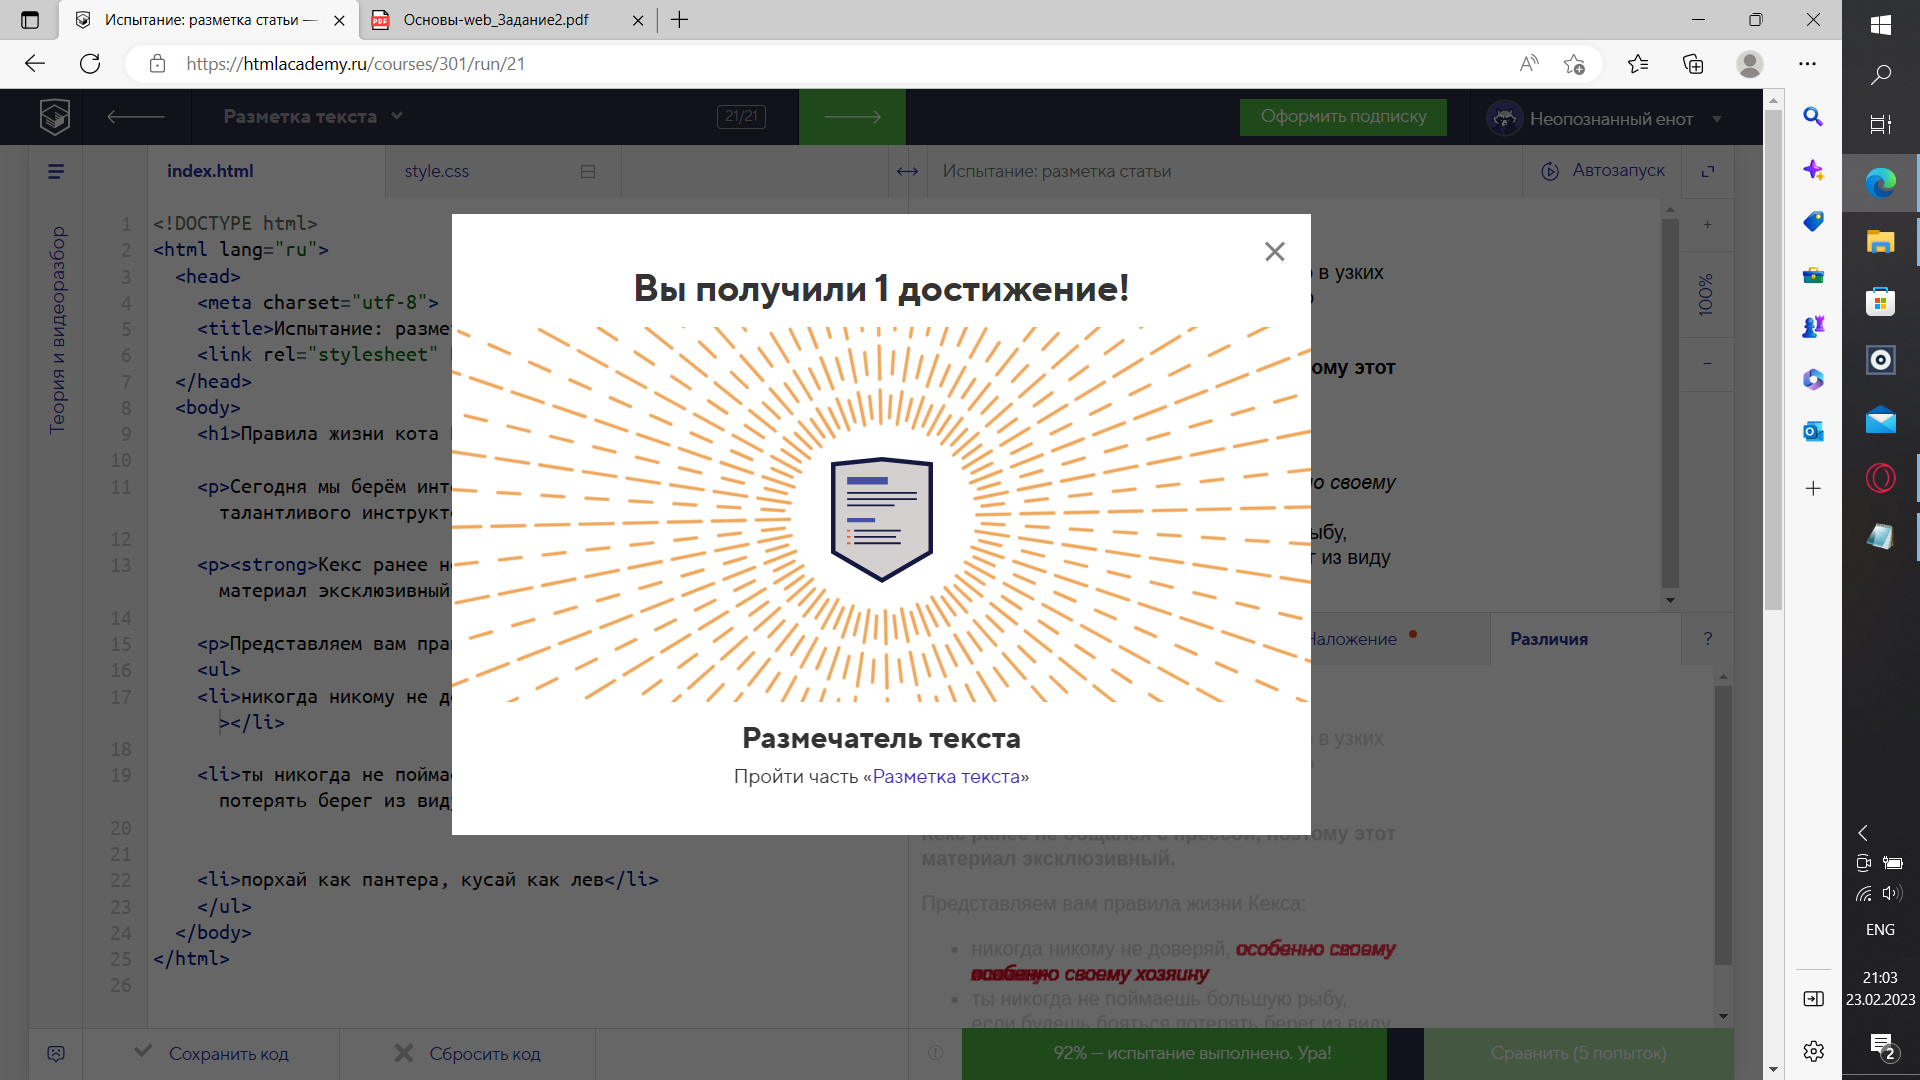 Испытание: разметка статьи —
Основы-web_Задание2.pdf
https://htmlacademy.ru/courses/301/run/21
Разметка текста
21/21
Оформить подписку
Неопознанный енот
index.html
style.css
Испытание: разметка статьи
Автозапуск
Теория и видеоразбор
1 <!DOCTYPE html>
2 <html lang="ru">
3 <head>
4 <meta charset="utf-8">
5 <title>Испытание: разме
6 <link rel="stylesheet"
7 </head>
8 <body>
9 <h1>Правила жизни кота
10
11 <p>Сегодня мы берём инт
талантливого инструкт
12
13 <p><strong>Кекс ранее н
материал эксклюзивный
14
15 <p>Представляем вам пра
16 <ul>
17 <li>никогда никому не д
></li>
18
19 <li>ты никогда не пойма
потерять берег из вид
20
21
22 <li>порхай как пантера, кусай как лев</li>
23 </ul>
24 </body>
25 </html>
26
Вы получили 1 достижение!
Размечатель текста
Пройти часть «Разметка текста»
в узких
ому этот
о своему
ыбу,
из виду
+
100%
−
Наложение
Различия
?
в узких
Кекс ранее не общался с прессой, поэтому этот
материал эксклюзивный.
Представляем вам правила жизни Кекса:
никогда никому не доверяй, особенно своему
особенно своему хозяину
ты никогда не поймаешь большую рыбу,
если будешь бояться потерять берег из виду
Сохранить код
Сбросить код
92% — испытание выполнено. Ура!
Сравнить (5 попыток)
ENG
21:03
23.02.2023
2